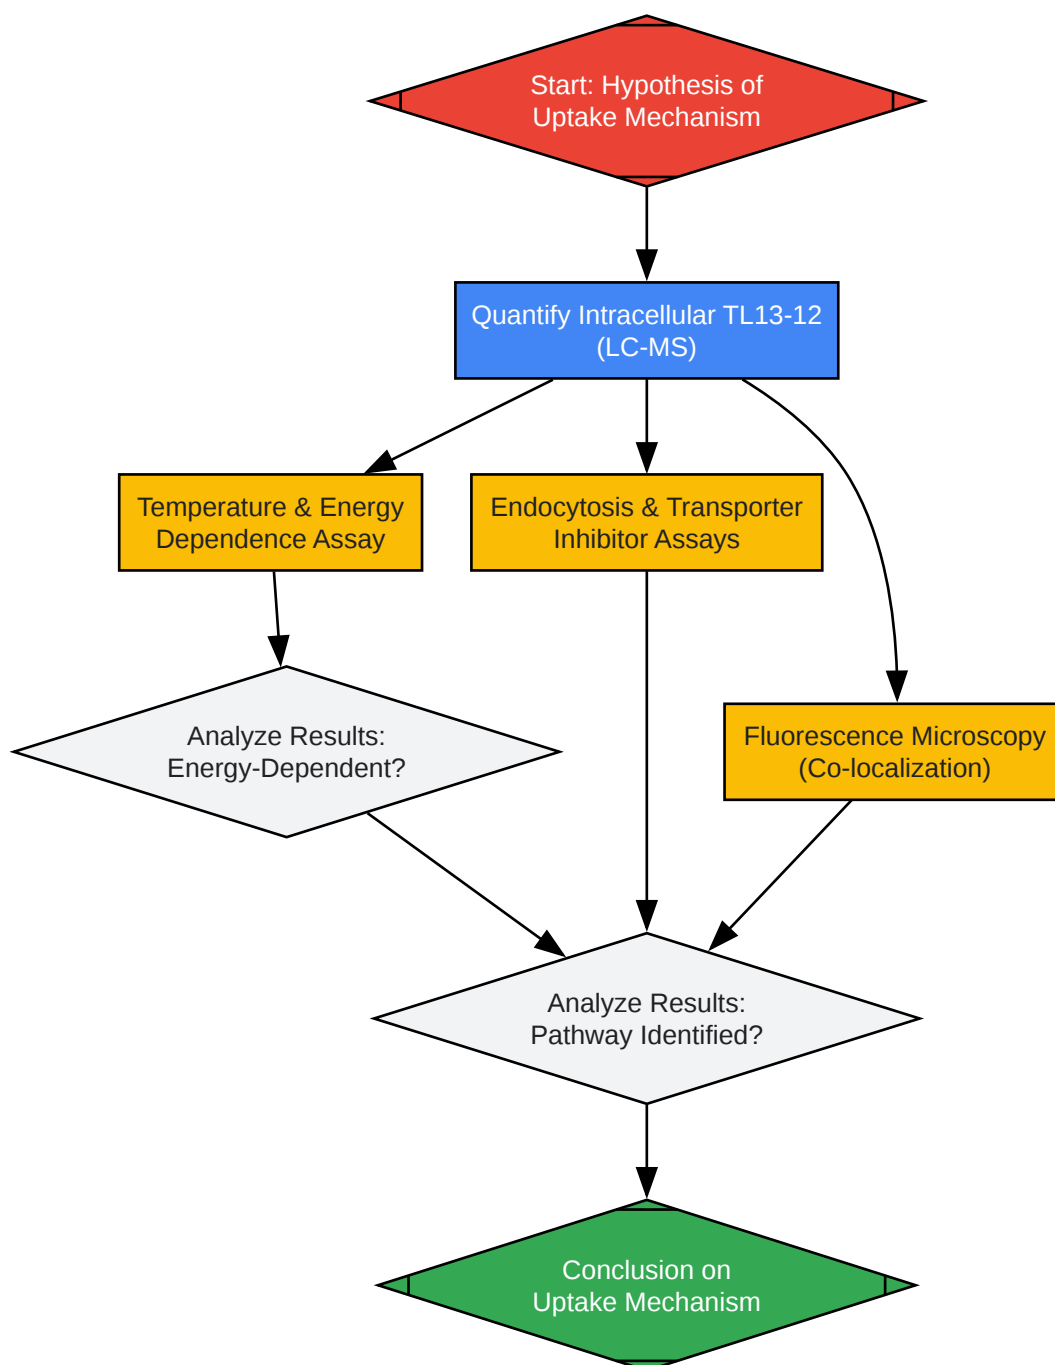 Start: Hypothesis of
Uptake Mechanism
Quantify Intracellular TL13-12
(LC-MS)
Temperature & Energy
Dependence Assay
Endocytosis & Transporter
Inhibitor Assays
Analyze Results:
Energy-Dependent?
Fluorescence Microscopy
(Co-localization)
Analyze Results:
Pathway Identified?
Conclusion on
Uptake Mechanism